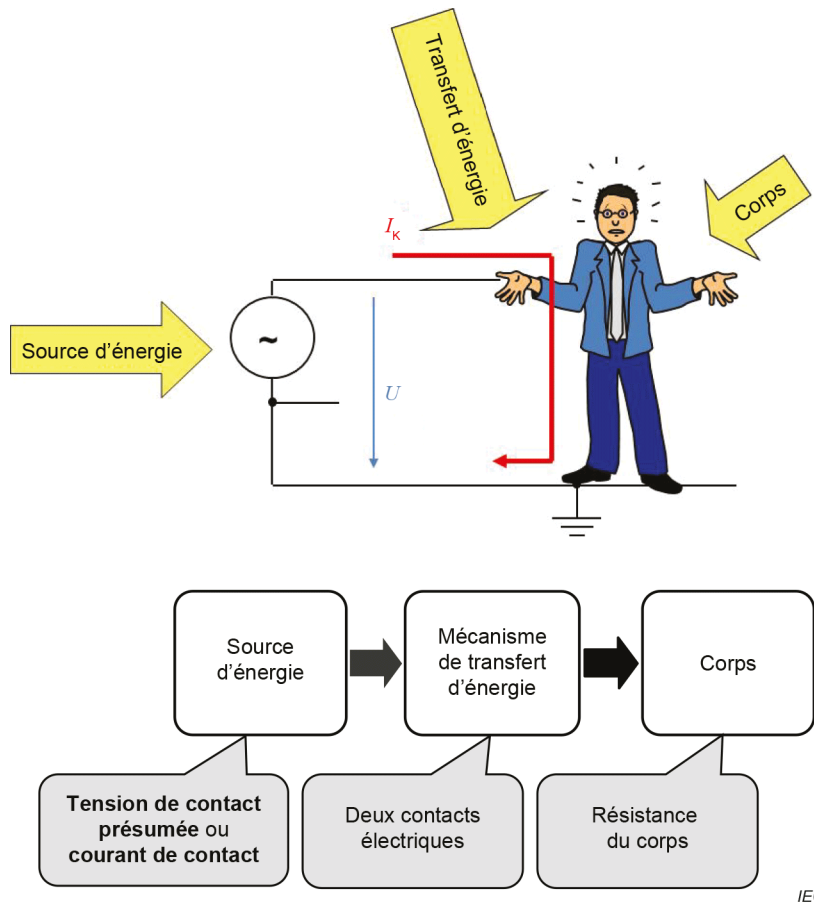 Transfert d'énergie
Corps
I_K
~
Source d'énergie
U
Source
d'énergie
Mécanisme
de transfert
d'énergie
Corps
Tension de contact
présumée ou
courant de contact
Deux contacts
électriques
Résistance
du corps